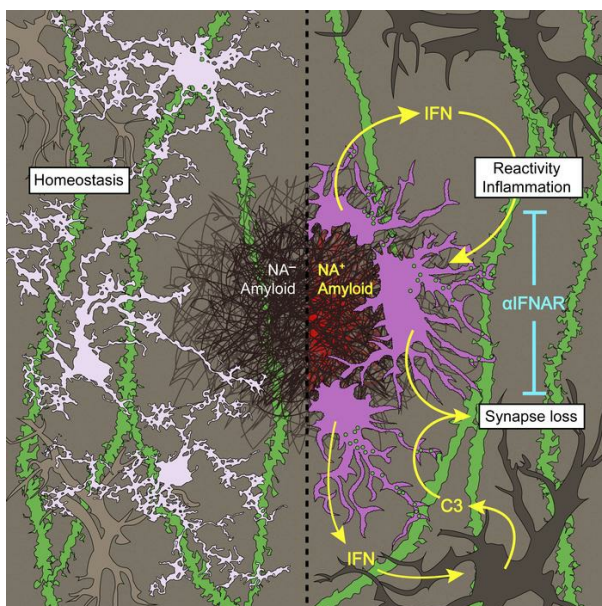 IFN
Homeostasis
Reactivity
Inflammation
NA⁻
Amyloid
NA⁺
Amyloid
αIFNAR
Synapse loss
C3
IFN